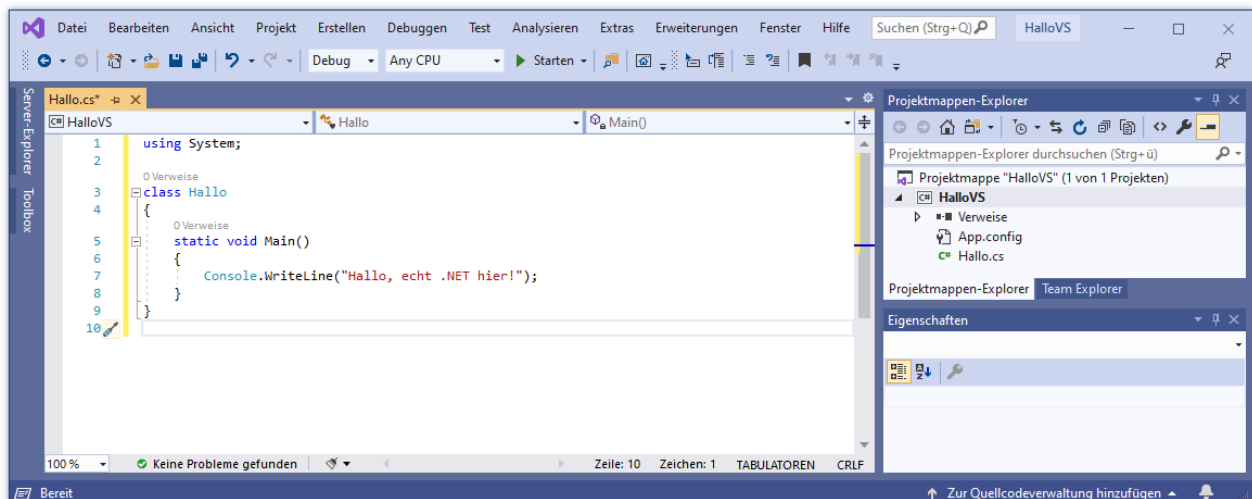 Datei Bearbeiten Ansicht Projekt Erstellen Debuggen Test Analysieren Extras Erweiterungen Fenster Hilfe Suchen (Strg+Q) HalloVS
Debug Any CPU Starten
Server-Explorer
Toolbox
Hallo.cs*
HalloVS Hallo Main()
1 using System;
2
0 Verweise
3 class Hallo
4 {
0 Verweise
5 static void Main()
6 {
7 Console.WriteLine("Hallo, echt .NET hier!");
8 }
9 }
10
100 % Keine Probleme gefunden Zeile: 10 Zeichen: 1 TABULATOREN CRLF
Projektmappen-Explorer
Projektmappen-Explorer durchsuchen (Strg+ü)
Projektmappe "HalloVS" (1 von 1 Projekten)
C# HalloVS
Verweise
App.config
C# Hallo.cs
Projektmappen-Explorer Team Explorer
Eigenschaften
Bereit Zur Quellcodeverwaltung hinzufügen